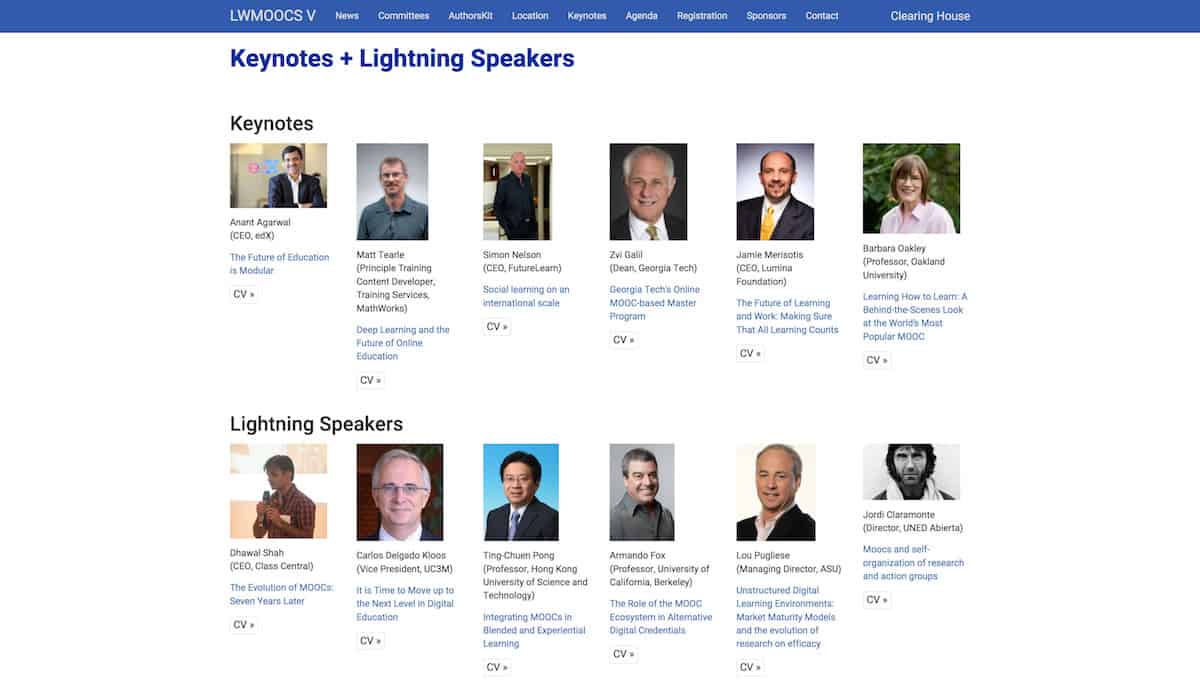 LWMOOCS V News Committees AuthorsKit Location Keynotes Agenda Registration Sponsors Contact Clearing House
Keynotes + Lightning Speakers
Keynotes
Anant Agarwal
(CEO, edX)
The Future of Education
is Modular
CV »
Matt Tearle
(Principle Training
Content Developer,
Training Services,
MathWorks)
Deep Learning and the
Future of Online
Education
CV »
Simon Nelson
(CEO, FutureLearn)
Social learning on an
international scale
CV »
Zvi Galil
(Dean, Georgia Tech)
Georgia Tech's Online
MOOC-based Master
Program
CV »
Jamie Merisotis
(CEO, Lumina
Foundation)
The Future of Learning
and Work: Making Sure
That All Learning Counts
CV »
Barbara Oakley
(Professor, Oakland
University)
Learning How to Learn: A
Behind-the-Scenes Look
at the World's Most
Popular MOOC
CV »
Lightning Speakers
Dhawal Shah
(CEO, Class Central)
The Evolution of MOOCs:
Seven Years Later
CV »
Carlos Delgado Kloos
(Vice President, UC3M)
It is Time to Move up to
the Next Level in Digital
Education
CV »
Ting-Chuen Pong
(Professor, Hong Kong
University of Science and
Technology)
Integrating MOOCs in
Blended and Experiential
Learning
CV »
Armando Fox
(Professor, University of
California, Berkeley)
The Role of the MOOC
Ecosystem in Alternative
Digital Credentials
CV »
Lou Pugliese
(Managing Director, ASU)
Unstructured Digital
Learning Environments:
Market Maturity Models
and the evolution of
research on efficacy
CV »
Jordi Claramonte
(Director, UNED Abierta)
Moocs and self-
organization of research
and action groups
CV »